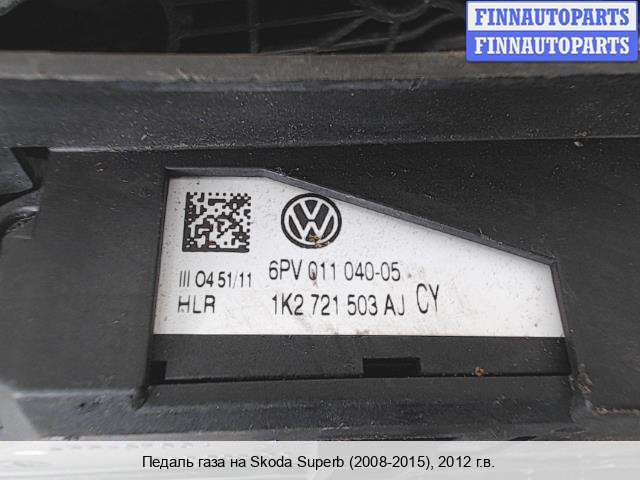 FINNAUTOPARTS
FINNAUTOPARTS
6PV 011 040-05
III 04 51/11
1K2 721 503 AJ CY
HLR
Педаль газа на Skoda Superb (2008-2015), 2012 г.в.